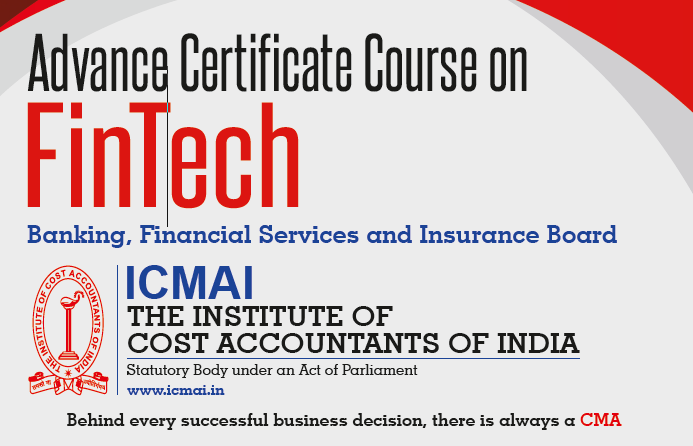 Advance Certificate Course on
FinTech
Banking, Financial Services and Insurance Board
THE INSTITUTE OF COST ACCOUNTANTS OF INDIA
तमसो मा ज्योतिर्गमय
ICMAI
THE INSTITUTE OF
COST ACCOUNTANTS OF INDIA
Statutory Body under an Act of Parliament
www.icmai.in
Behind every successful business decision, there is always a CMA